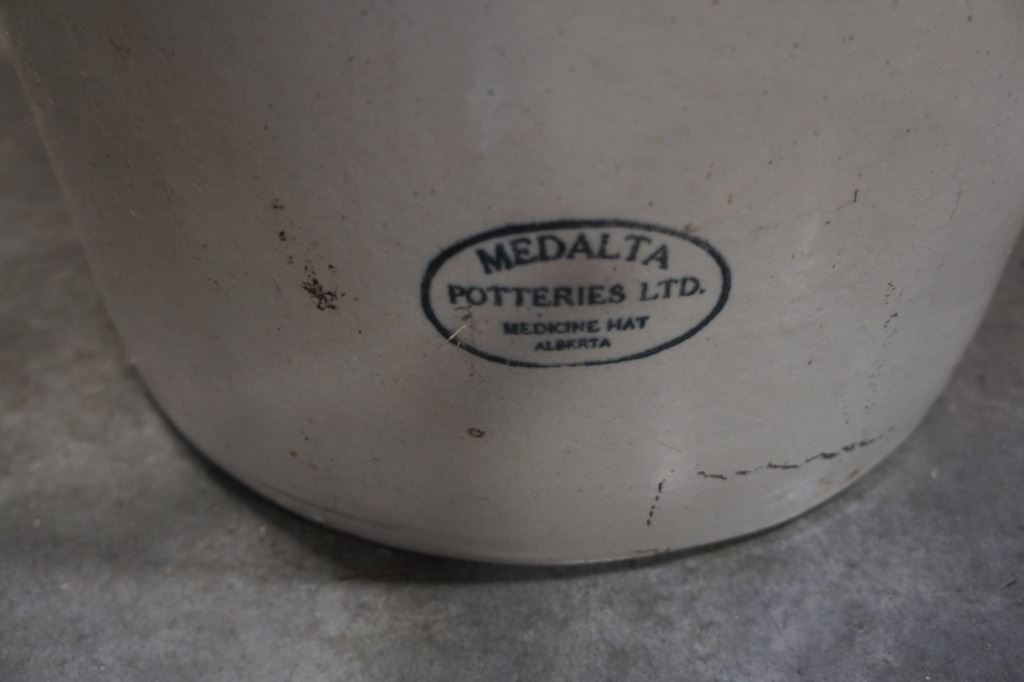 MEDALTA
POTTERIES LTD.
MEDICINE HAT
ALBERTA